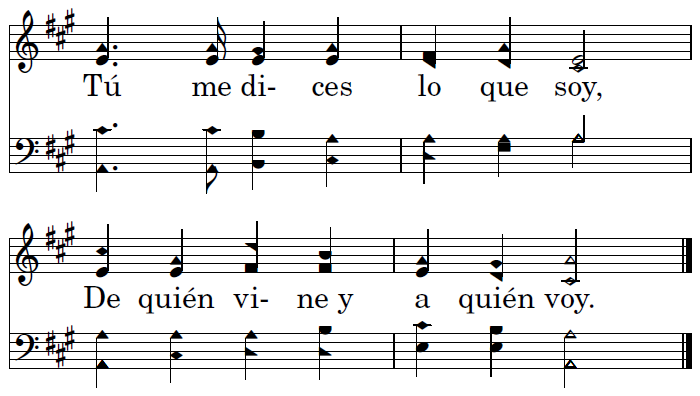 Tú me di- ces lo que soy,
De quién vi- ne y a quién voy.